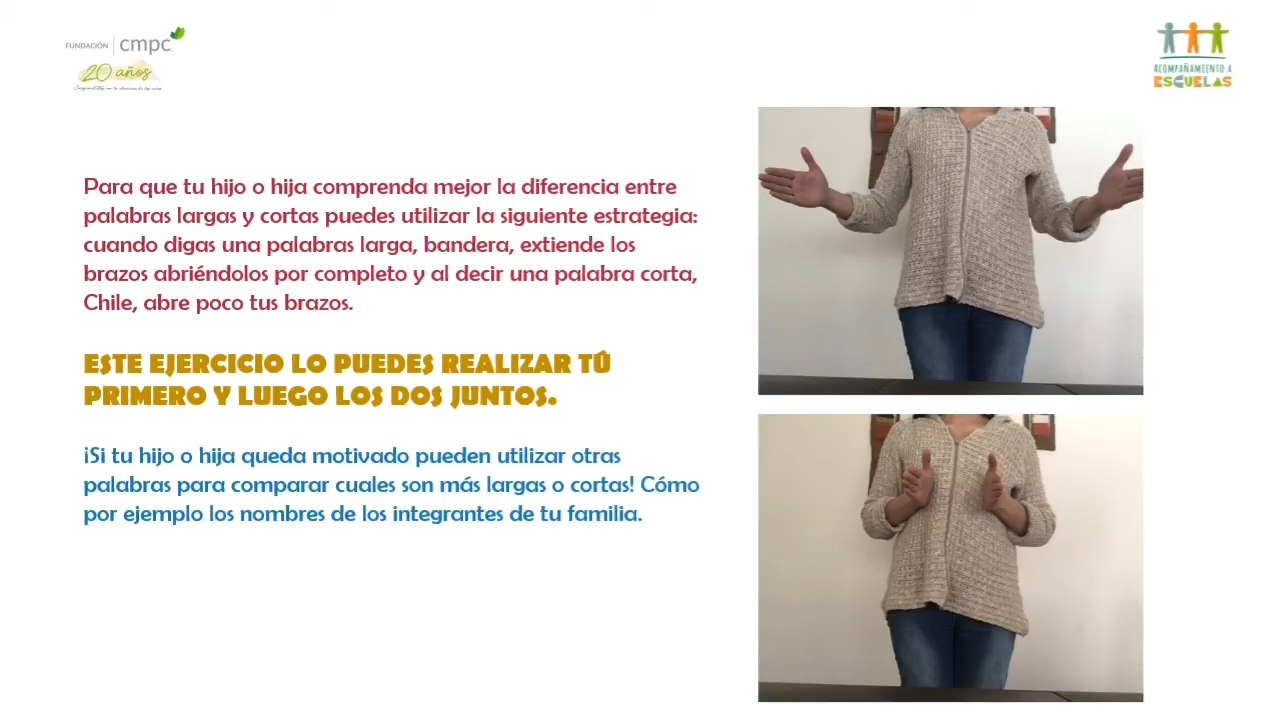 FUNDACIÓN cmpc
20 años
ACOMPAÑAMIENTO A
ESCUELAS
Para que tu hijo o hija comprenda mejor la diferencia entre
palabras largas y cortas puedes utilizar la siguiente estrategia:
cuando digas una palabras larga, bandera, extiende los
brazos abriéndolos por completo y al decir una palabra corta,
Chile, abre poco tus brazos.
ESTE EJERCICIO LO PUEDES REALIZAR TÚ
PRIMERO Y LUEGO LOS DOS JUNTOS.
¡Si tu hijo o hija queda motivado pueden utilizar otras
palabras para comparar cuales son más largas o cortas! Cómo
por ejemplo los nombres de los integrantes de tu familia.